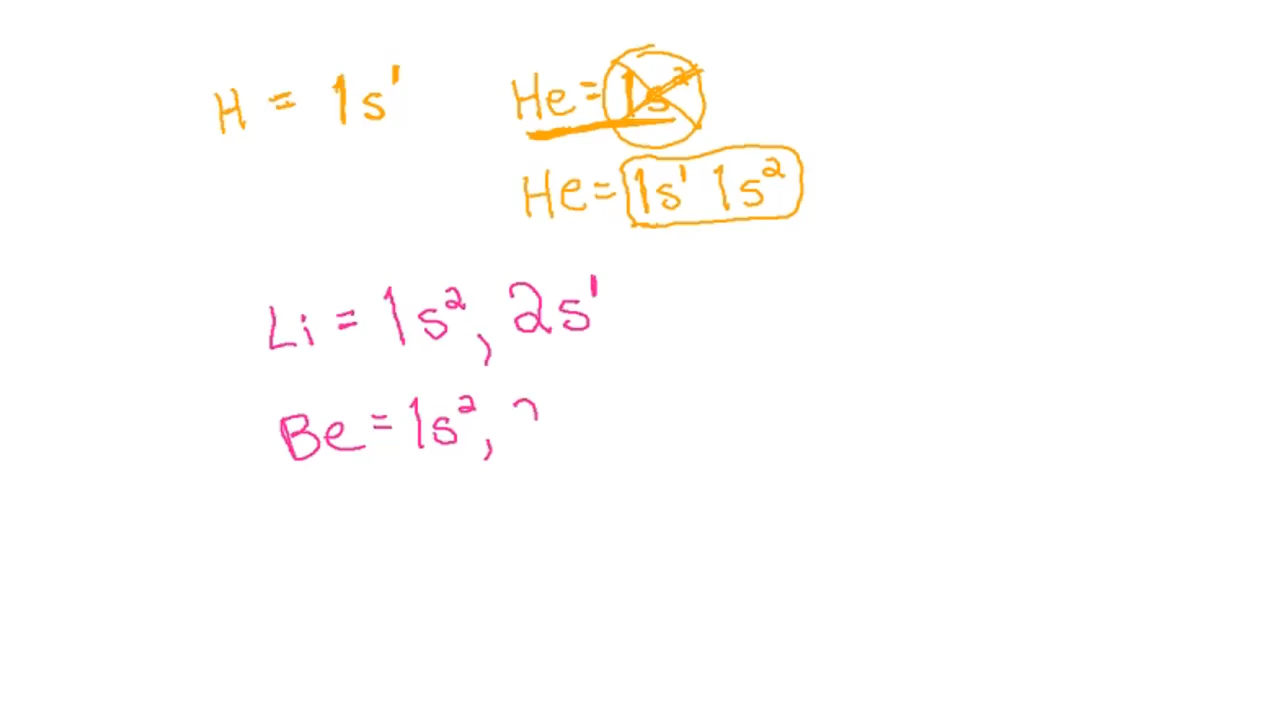 H = 1s¹ He = 1s²
He = 1s¹ 1s²
Li = 1s², 2s¹
Be = 1s²,